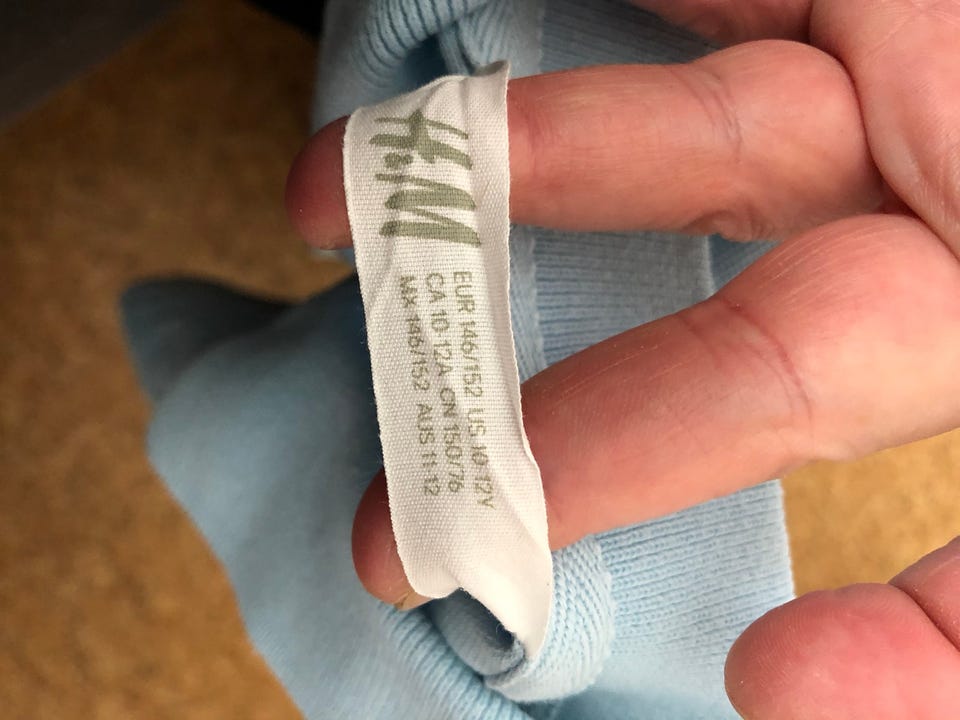 H&M
EUR 146/152 US 10-12Y
CA 10-12A CN 150/76
MX 146/152 AUS 11-12